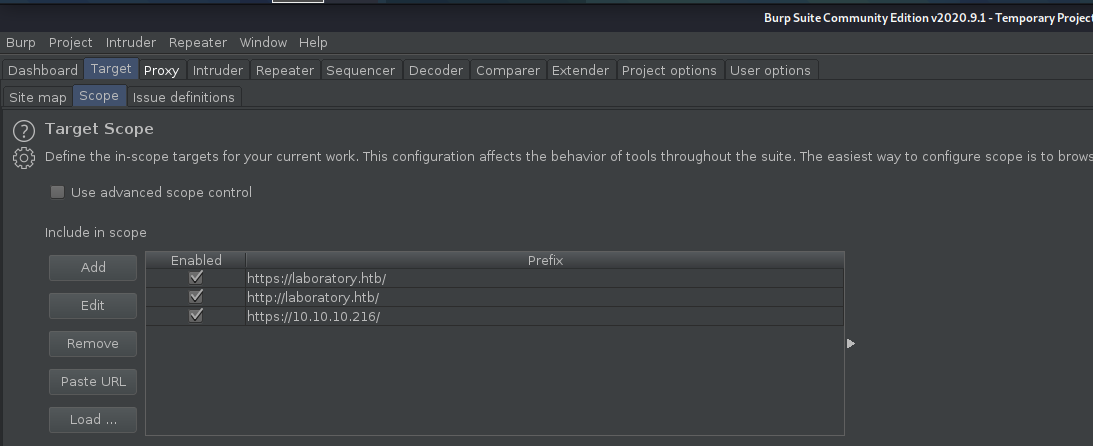 Burp Suite Community Edition v2020.9.1 - Temporary Project
Burp Project Intruder Repeater Window Help
Dashboard Target Proxy Intruder Repeater Sequencer Decoder Comparer Extender Project options User options
Site map Scope Issue definitions
? Target Scope
Define the in-scope targets for your current work. This configuration affects the behavior of tools throughout the suite. The easiest way to configure scope is to brows
Use advanced scope control
Include in scope
Enabled Prefix
Add
https://laboratory.htb/
Edit
http://laboratory.htb/
https://10.10.10.216/
Remove
Paste URL
Load ...